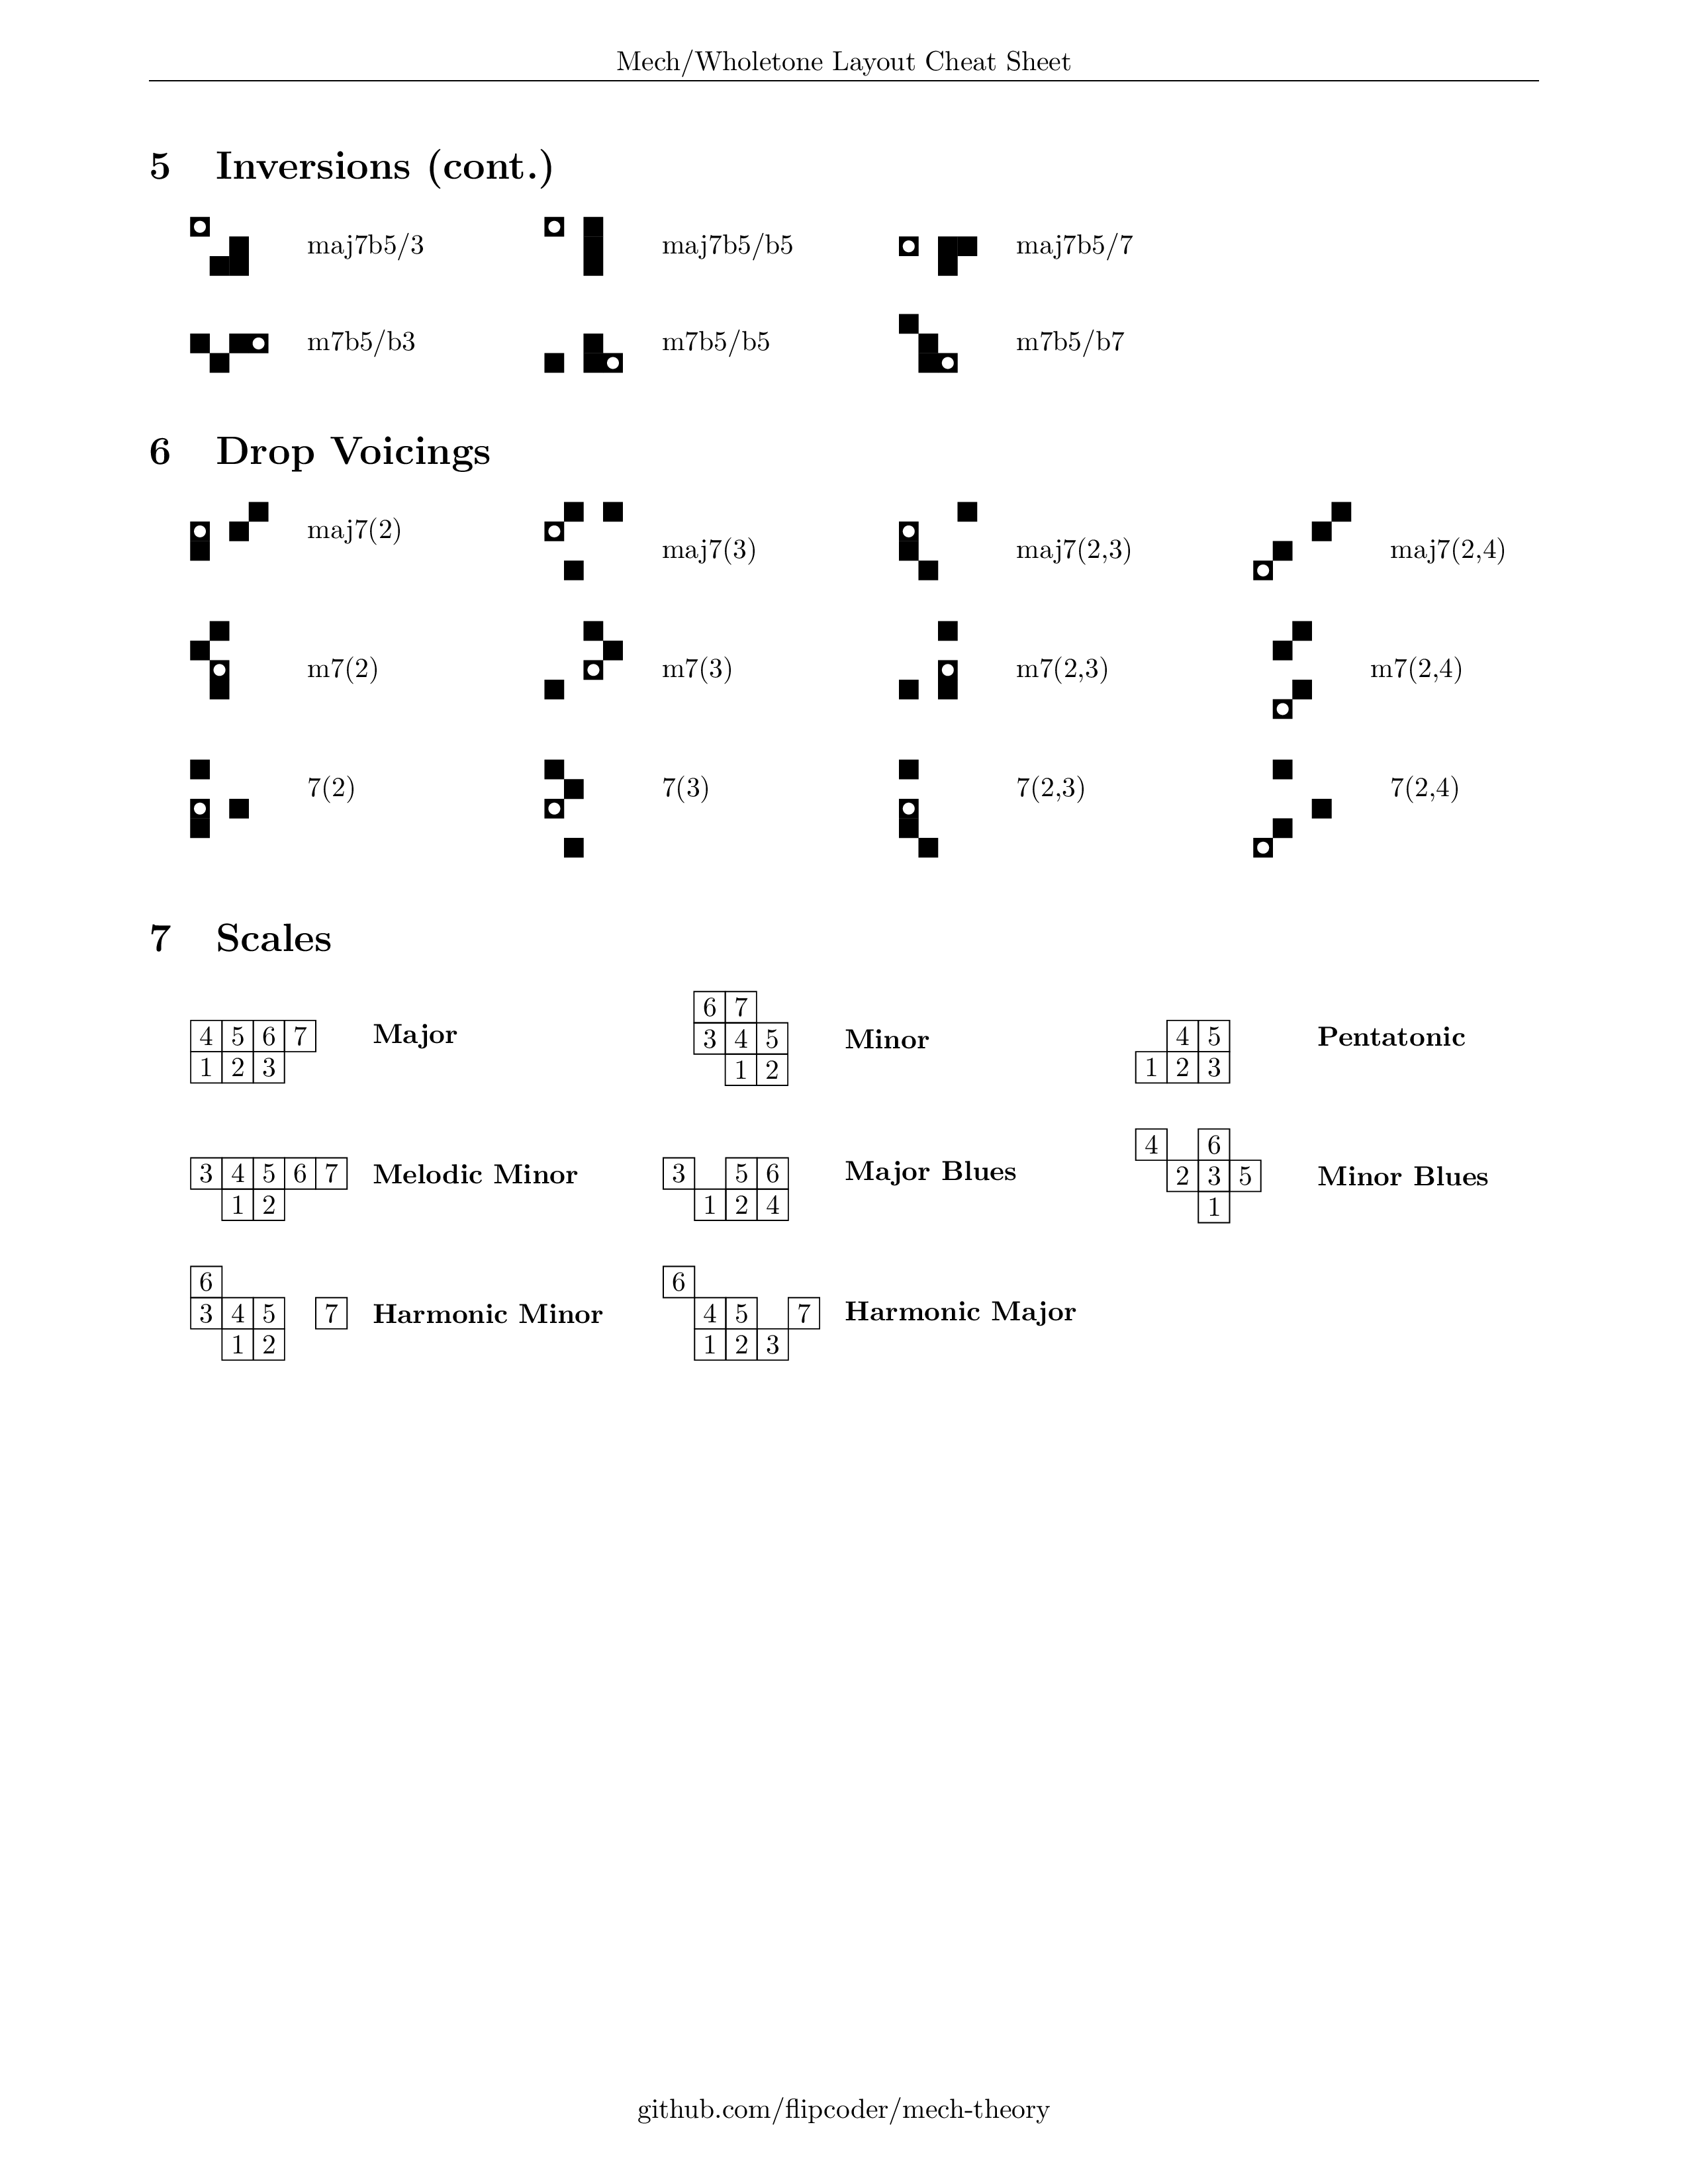 Mech/Wholetone Layout Cheat Sheet
5 Inversions (cont.)
maj7b5/3 maj7b5/b5 maj7b5/7
m7b5/b3 m7b5/b5 m7b5/b7
6 Drop Voicings
maj7(2) maj7(3) maj7(2,3) maj7(2,4)
m7(2) m7(3) m7(2,3) m7(2,4)
7(2) 7(3) 7(2,3) 7(2,4)
7 Scales
4 5 6 7
1 2 3
Major
6 7
3 4 5
1 2
Minor
4 5
1 2 3
Pentatonic
3 4 5 6 7
1 2
Melodic Minor
3 5 6
1 2 4
Major Blues
4 6
2 3 5
1
Minor Blues
6
3 4 5 7
1 2
Harmonic Minor
6
4 5 7
1 2 3
Harmonic Major
github.com/flipcoder/mech-theory